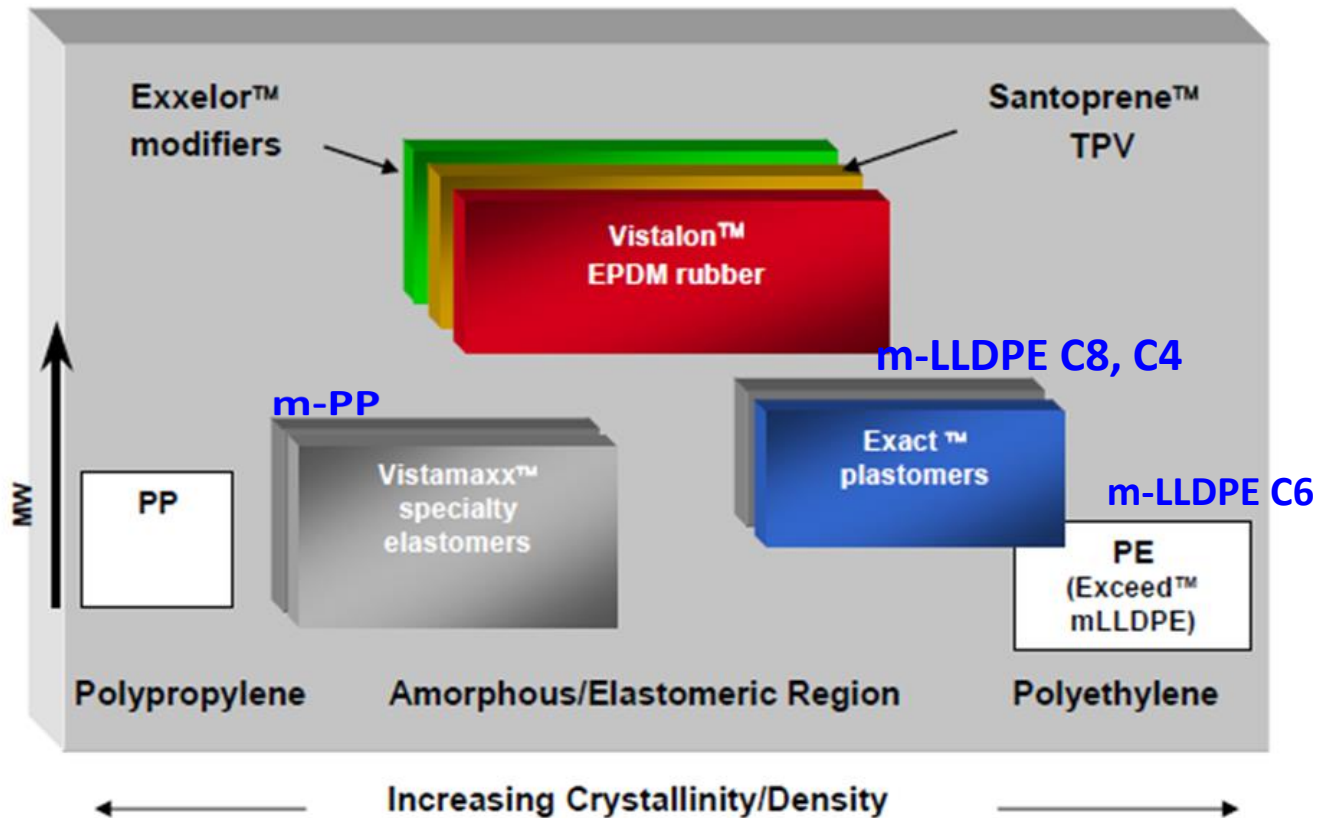 Exxelor™
modifiers
Santoprene™
TPV
Vistalon™
EPDM rubber
m-LLDPE C8, C4
m-PP
Exact ™
plastomers
Vistamaxx™
specialty
elastomers
m-LLDPE C6
MW
PP
PE
(Exceed™
mLLDPE)
Polypropylene
Amorphous/Elastomeric Region
Polyethylene
Increasing Crystallinity/Density